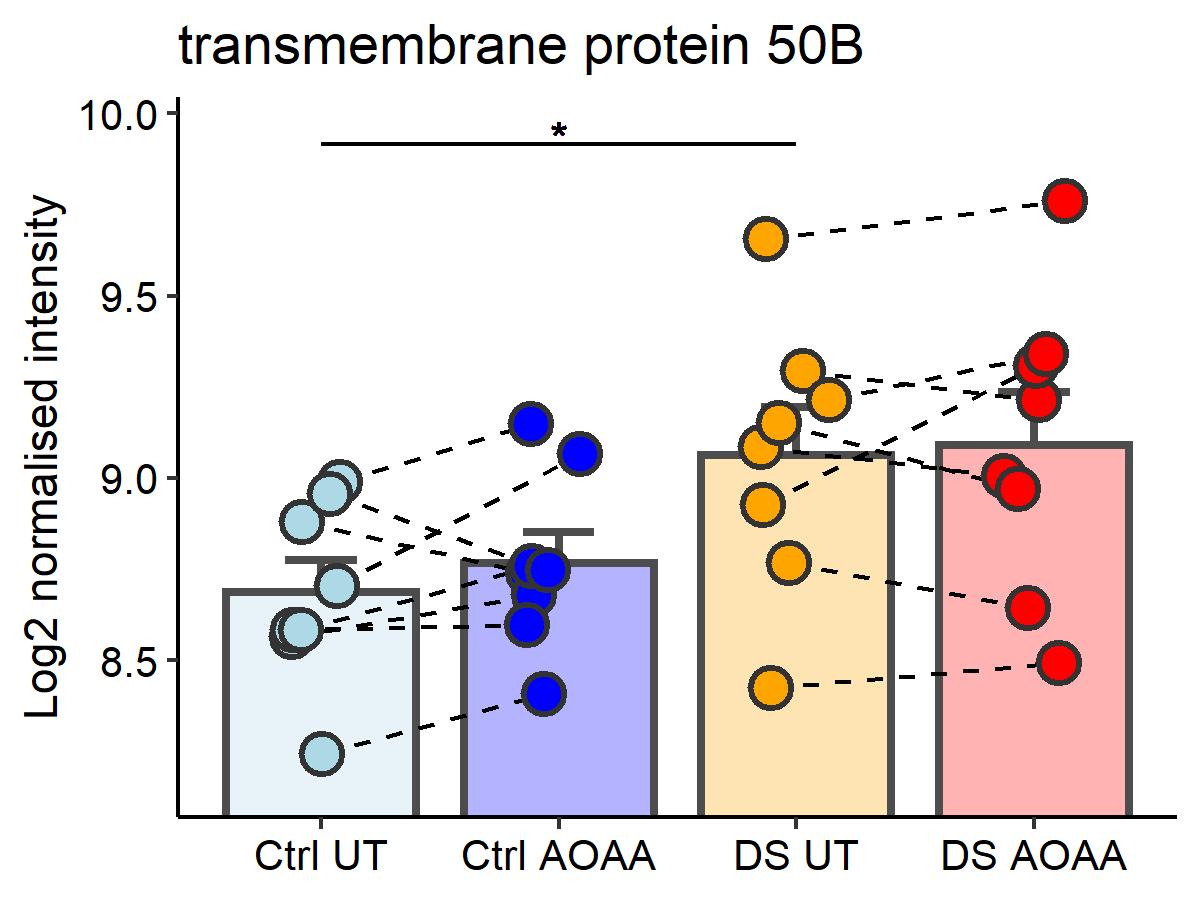 transmembrane protein 50B
10.0
*
9.5
9.0
8.5
Log2 normalised intensity
Ctrl UT
Ctrl AOAA
DS UT
DS AOAA